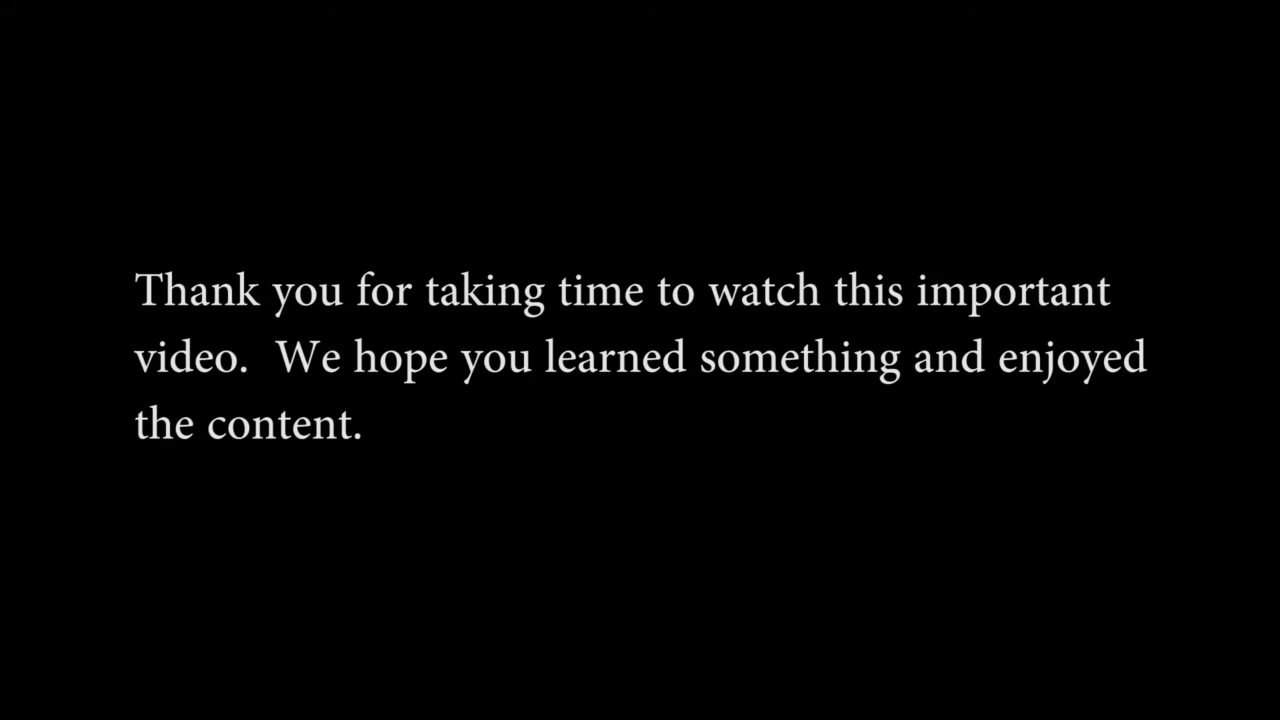 Thank you for taking time to watch this important
video.  We hope you learned something and enjoyed
the content.